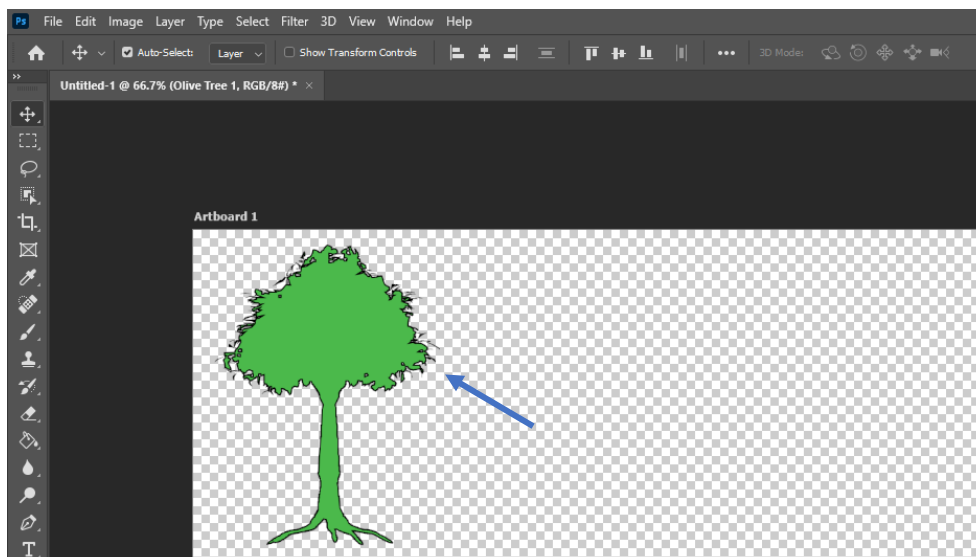 Ps File Edit Image Layer Type Select Filter 3D View Window Help
Auto-Select: Layer Show Transform Controls 3D Mode:
Untitled-1 @ 66.7% (Olive Tree 1, RGB/8#) * ×
Artboard 1
T